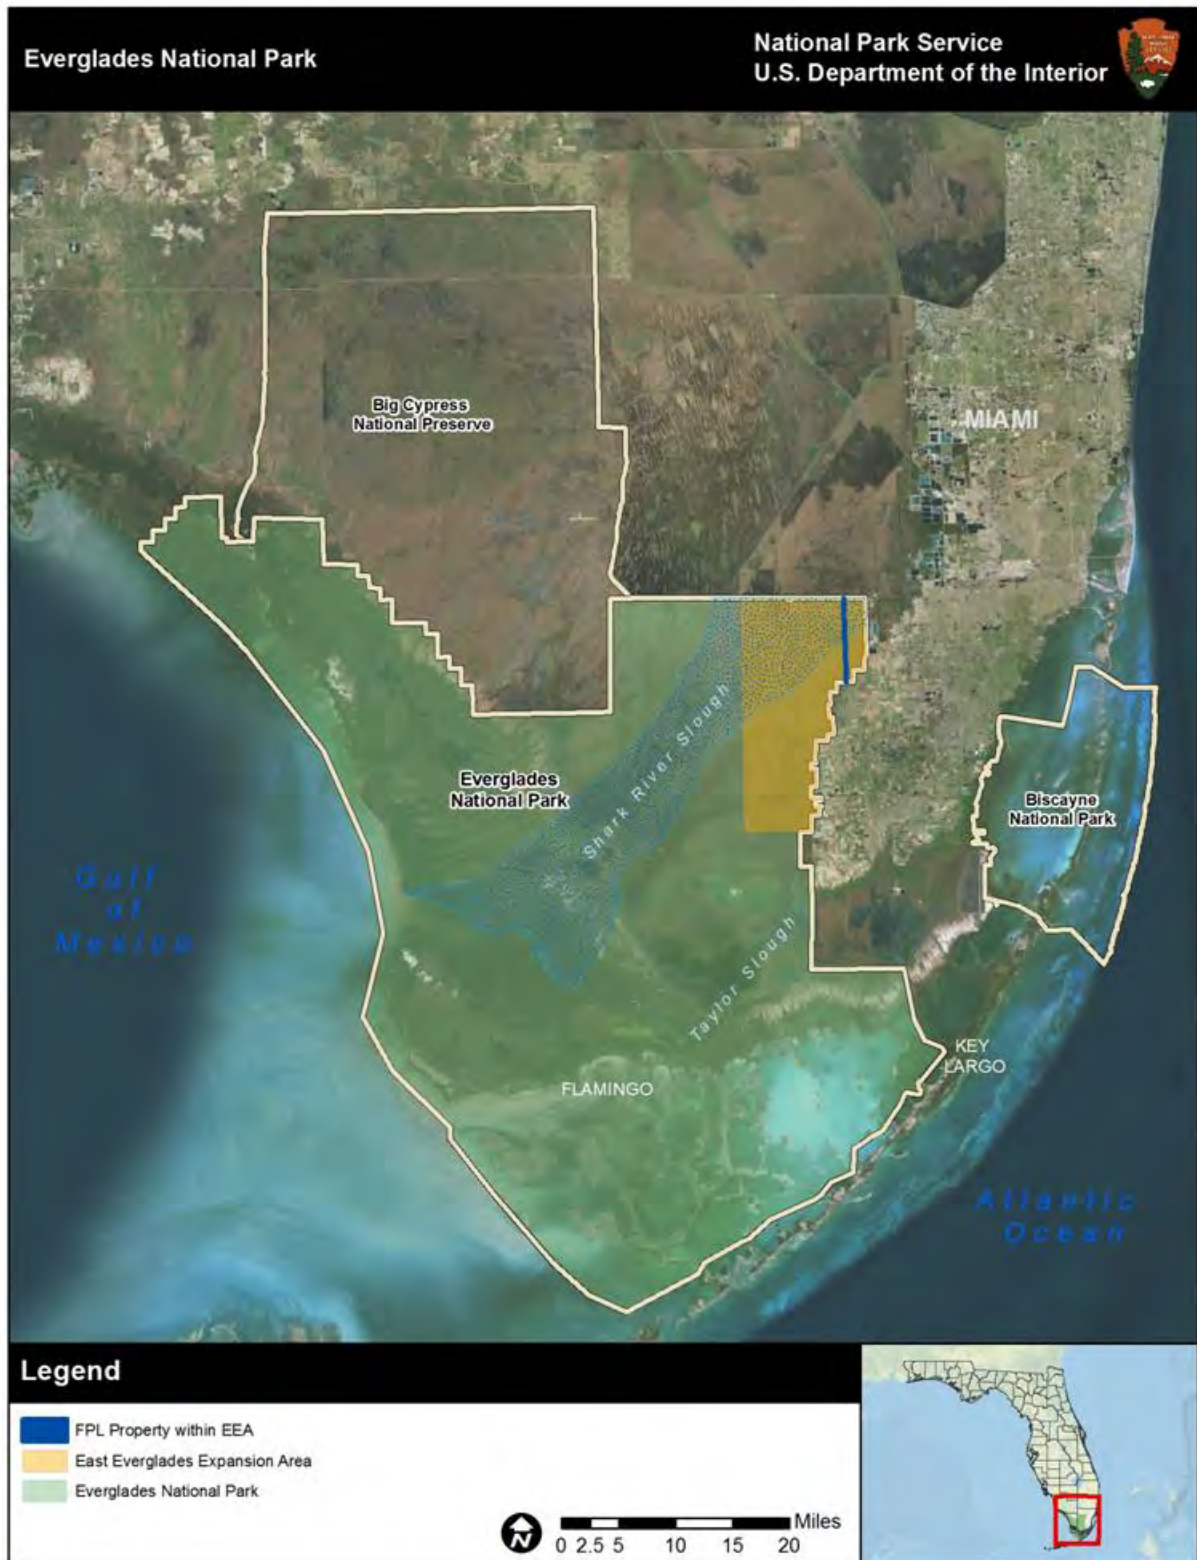 Everglades National Park
National Park Service
U.S. Department of the Interior
Big Cypress
National Preserve
MIAMI
Shark River Slough
Everglades
National Park
Biscayne
National Park
Gulf
of
Mexico
Taylor Slough
KEY
LARGO
FLAMINGO
Atlantic
Ocean
Legend
FPL Property within EEA
East Everglades Expansion Area
Everglades National Park
N
Miles
0 2.5 5 10 15 20